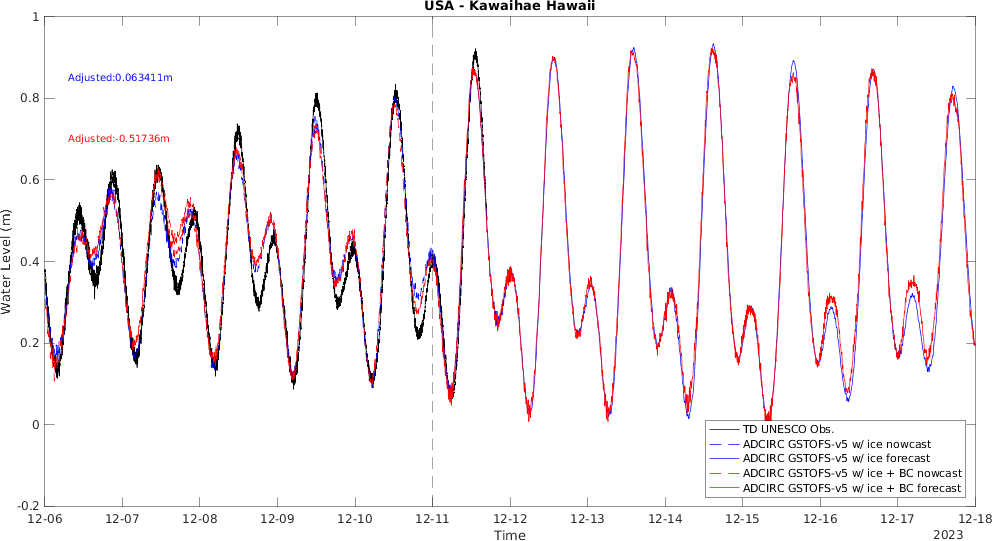 USA - Kawaihae Hawaii
1
0.8
0.6
0.4
0.2
0
-0.2
Water Level (m)
Adjusted:0.063411m
Adjusted:-0.51736m
TD UNESCO Obs.
ADCIRC GSTOFS-v5 w/ ice nowcast
ADCIRC GSTOFS-v5 w/ ice forecast
ADCIRC GSTOFS-v5 w/ ice + BC nowcast
ADCIRC GSTOFS-v5 w/ ice + BC forecast
12-06 12-07 12-08 12-09 12-10 12-11 12-12 12-13 12-14 12-15 12-16 12-17 12-18
Time
2023